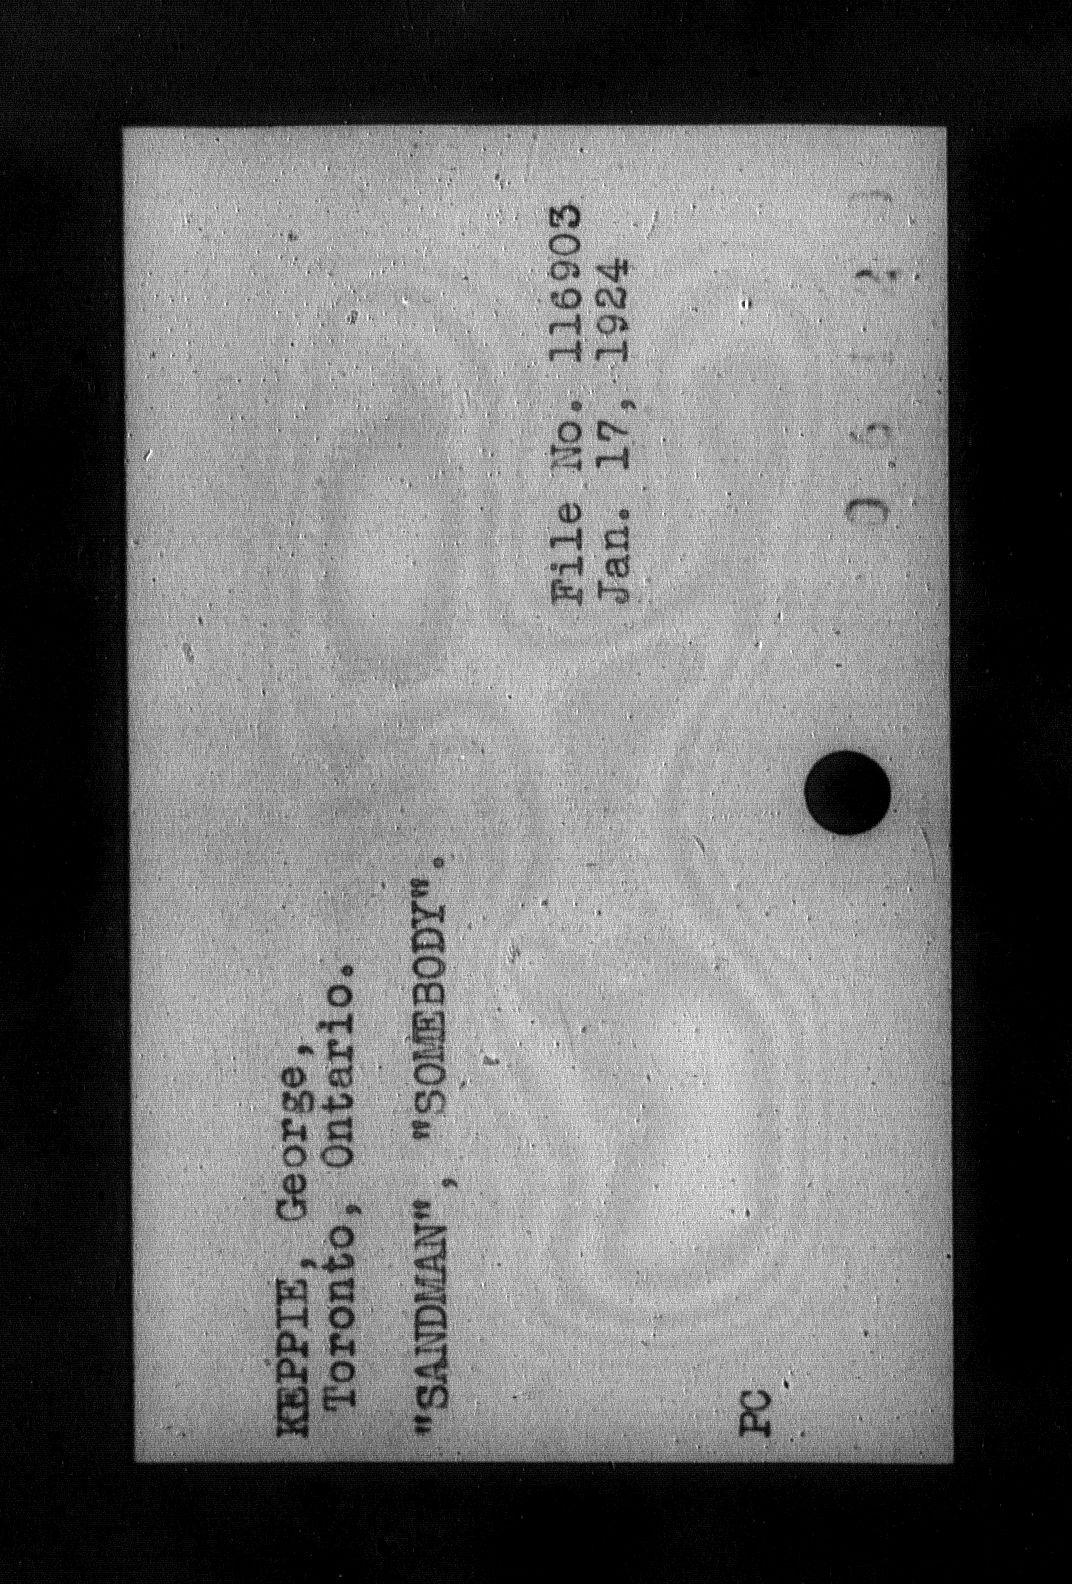 KEPPIE, George,
Toronto, Ontario.
"SANDMAN", "SOMEBODY".
File No. 116903
Jan. 17, 1924
PC